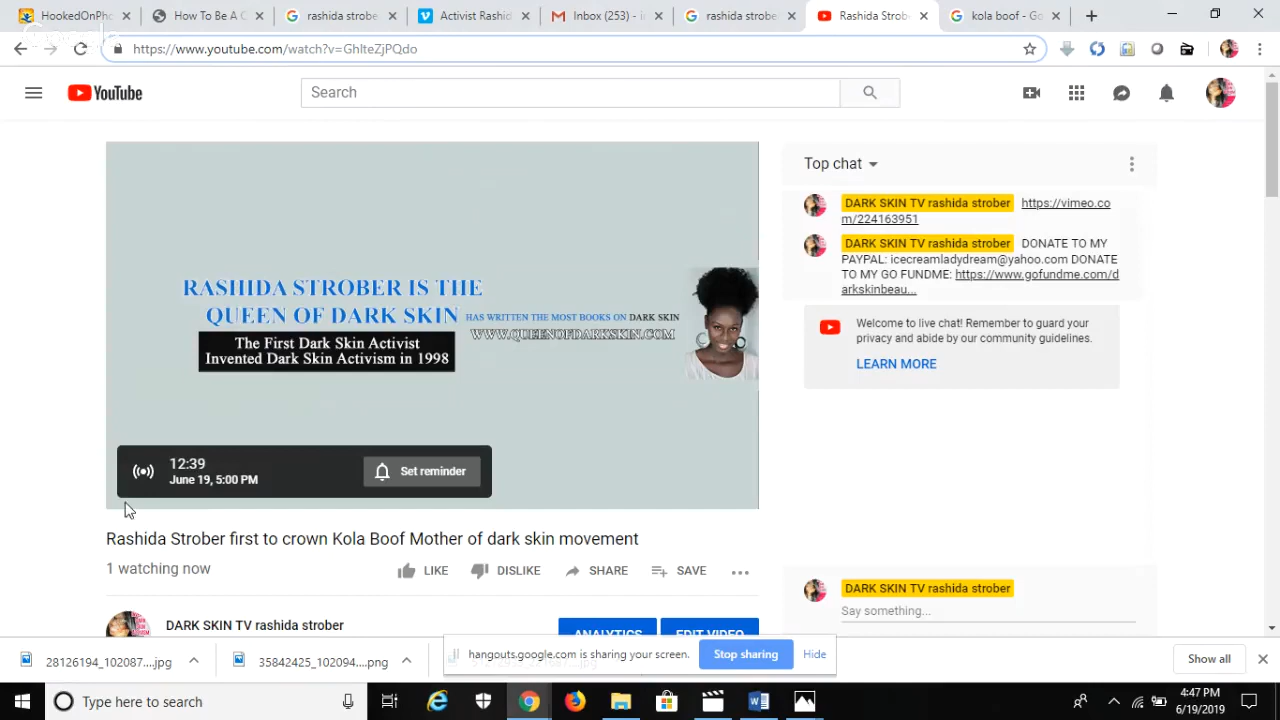 HookedOnPh
How To Be A C
rashida strobe
Activist Rashid
Inbox (253) - i
rashida strobe
Rashida Strob
kola boof - Go
https://www.youtube.com/watch?v=GhlteZjPQdo
YouTube
Search
Top chat
DARK SKIN TV rashida strober https://vimeo.co
m/224163951
DARK SKIN TV rashida strober DONATE TO MY
PAYPAL: icecreamladydream@yahoo.com DONATE
TO MY GO FUNDME: https://www.gofundme.com/d
arkskinbeau...
Welcome to live chat! Remember to guard your
privacy and abide by our community guidelines.
LEARN MORE
RASHIDA STROBER IS THE
QUEEN OF DARK SKIN
HAS WRITTEN THE MOST BOOKS ON DARK SKIN
WWW.QUEENOFDARKSKIN.COM
The First Dark Skin Activist
Invented Dark Skin Activism in 1998
12:39
June 19, 5:00 PM
Set reminder
Rashida Strober first to crown Kola Boof Mother of dark skin movement
1 watching now
LIKE
DISLIKE
SHARE
SAVE
DARK SKIN TV rashida strober
Say something...
DARK SKIN TV rashida strober
ANALYTICS
EDIT VIDEO
28126194_102087....jpg
35842425_102094....png
hangouts.google.com is sharing your screen.
Stop sharing
Hide
Show all
Type here to search
4:47 PM
6/19/2019